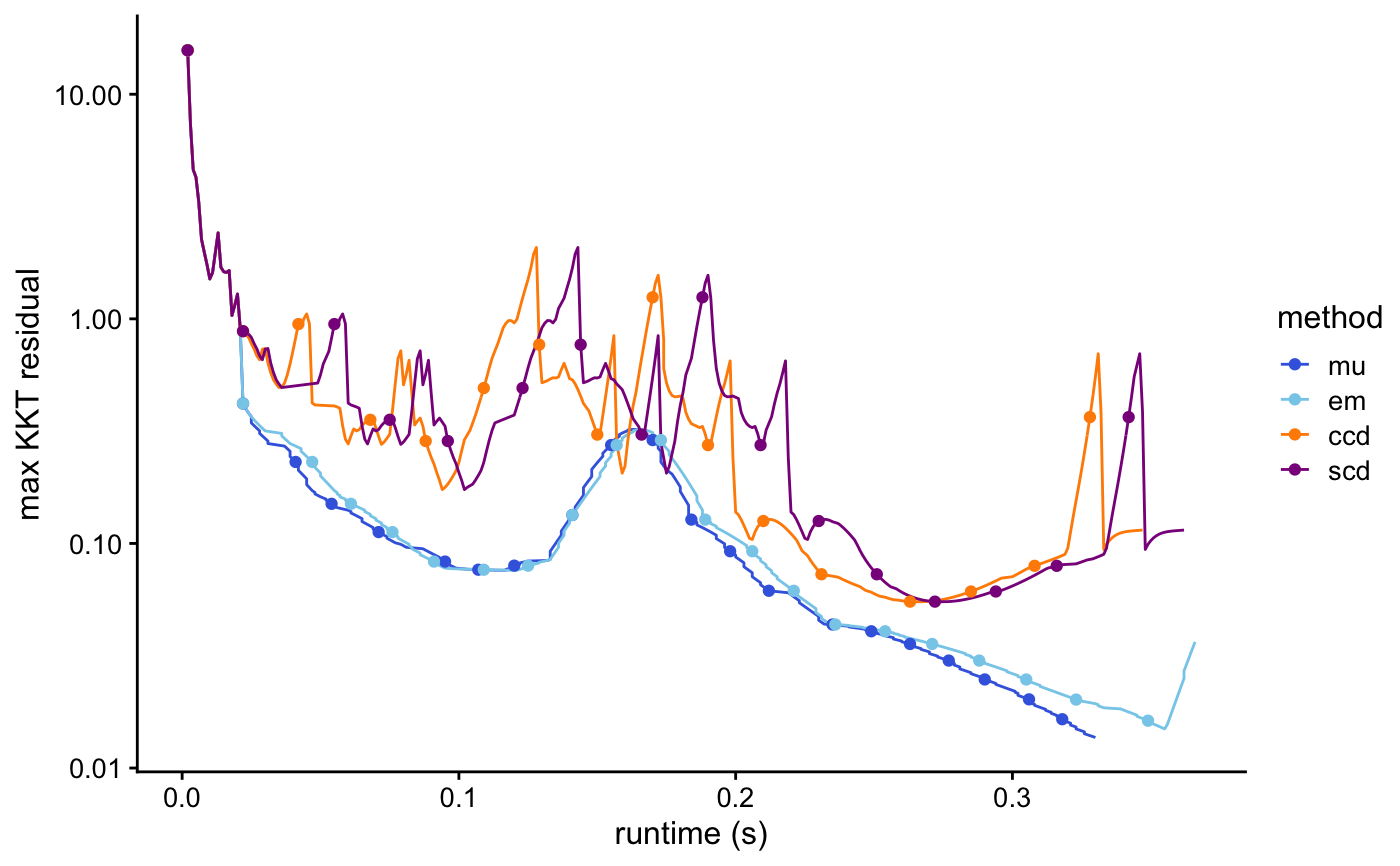 max KKT residual
10.00
1.00
0.10
0.01
0.0
0.1
0.2
0.3
runtime (s)
method
mu
em
ccd
scd